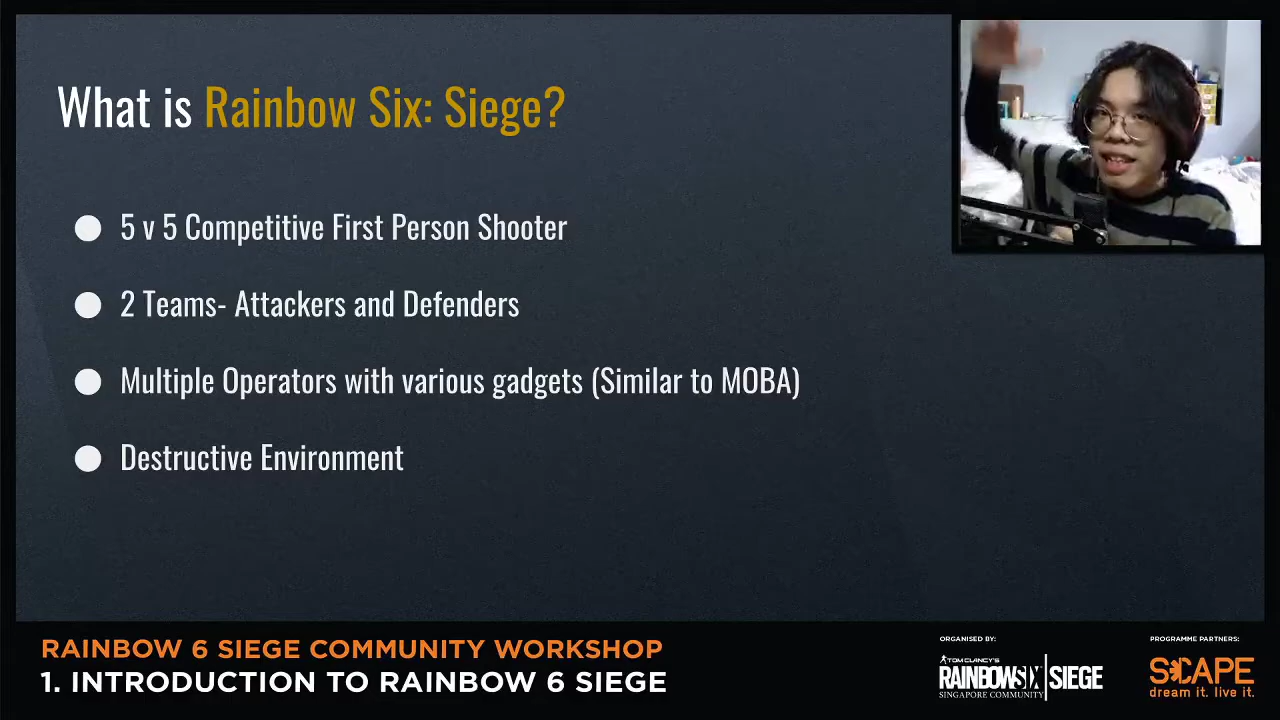 What is Rainbow Six: Siege?
5 v 5 Competitive First Person Shooter
2 Teams- Attackers and Defenders
Multiple Operators with various gadgets (Similar to MOBA)
Destructive Environment
RAINBOW 6 SIEGE COMMUNITY WORKSHOP
1. INTRODUCTION TO RAINBOW 6 SIEGE
ORGANISED BY:
TOM CLANCY'S
RAINBOW SIX SIEGE
SINGAPORE COMMUNITY
PROGRAMME PARTNERS:
SCAPE
dream it. live it.